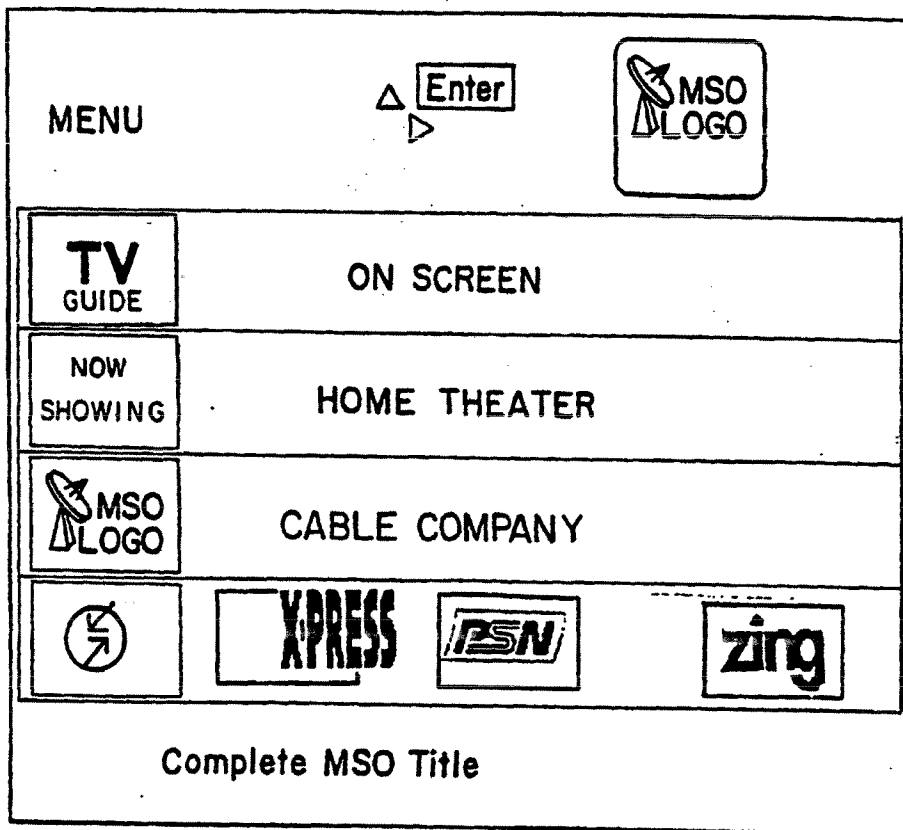 MENU
Enter
MSO
LOGO
TV
GUIDE
ON SCREEN
NOW
SHOWING
HOME THEATER
MSO
LOGO
CABLE COMPANY
X·PRESS
PSN
zing
Complete MSO Title